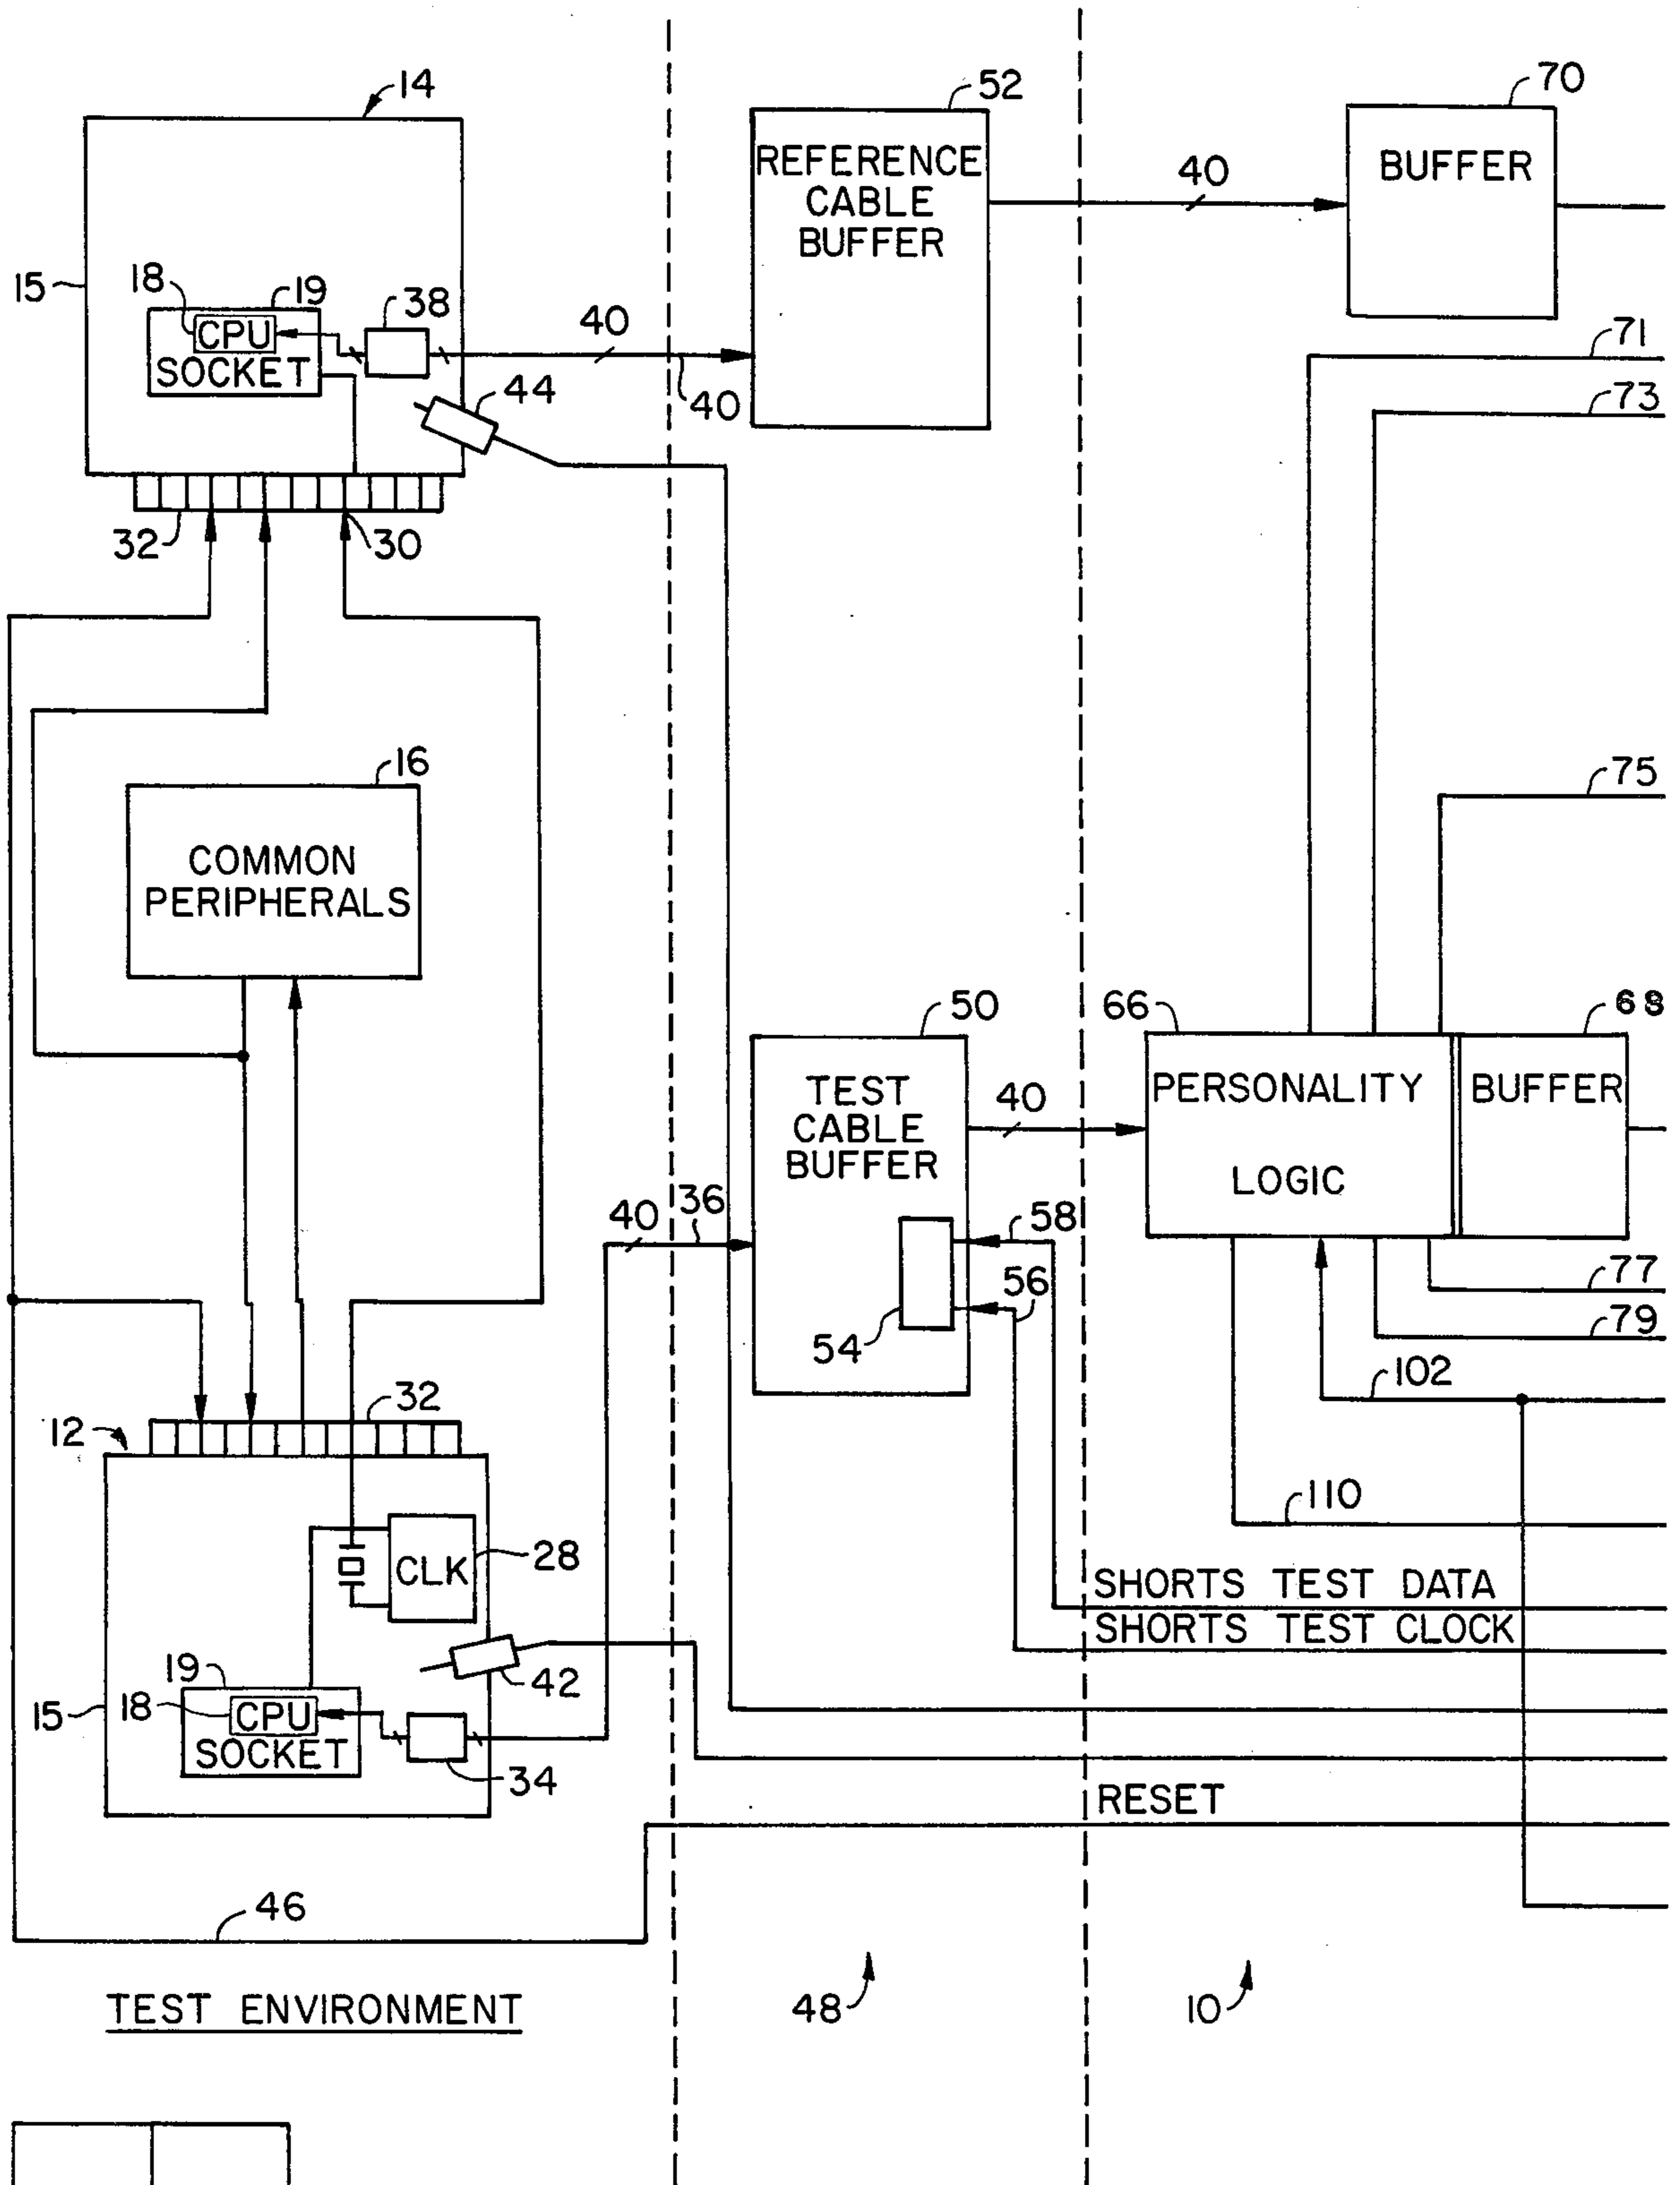 14
52
70
REFERENCE
CABLE
BUFFER
BUFFER
40
15
18
19
38
CPU
SOCKET
40
40
44
71
73
32
30
16
COMMON
PERIPHERALS
75
50
66
68
TEST
CABLE
BUFFER
40
PERSONALITY
LOGIC
BUFFER
40
36
58
56
54
77
79
102
12
32
110
CLK
28
SHORTS TEST DATA
SHORTS TEST CLOCK
42
19
15
18
CPU
SOCKET
34
RESET
46
TEST ENVIRONMENT
48
10